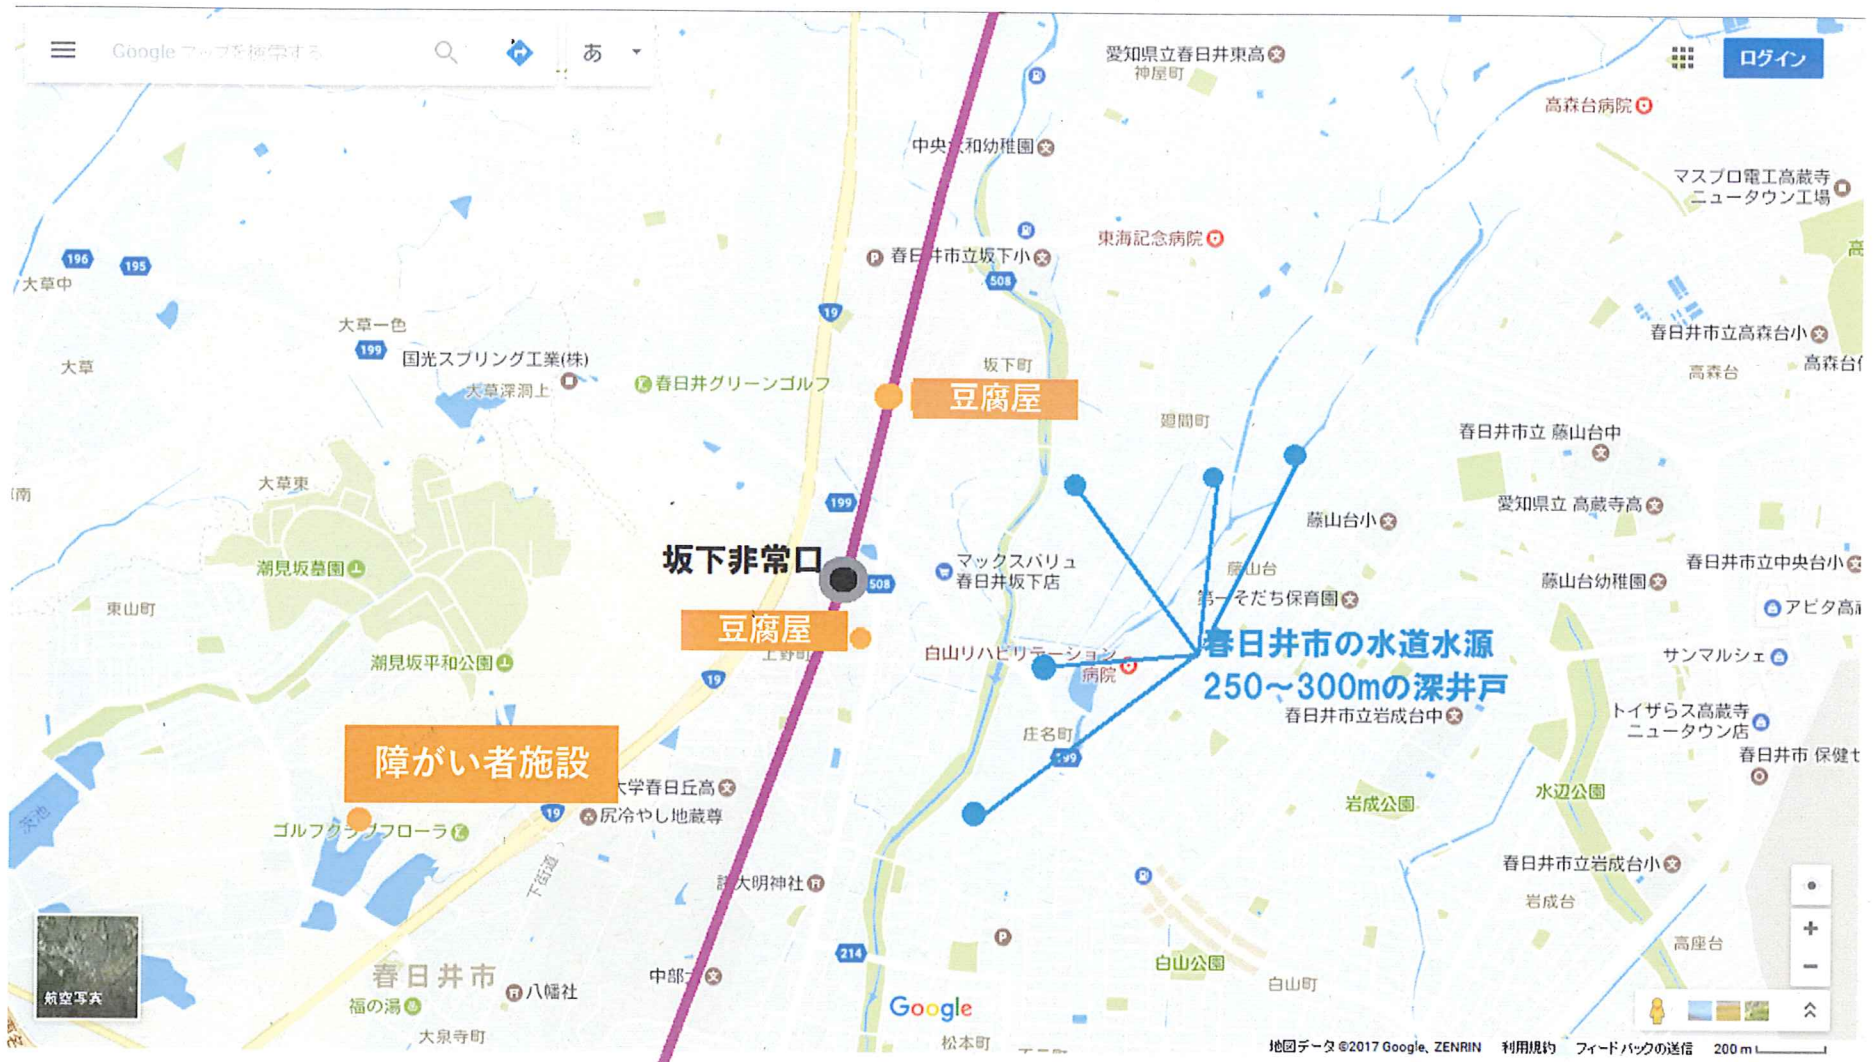 Google マップを検索する
あ
ログイン
愛知県立春日井東高
神屋町
高森台病院
中央
和幼稚園
マスプロ電工高蔵寺
ニュータウン工場
東海記念病院
春日井市立坂下小
508
196
195
大草中
19
大草一色
199
国光スプリング工業(株)
大草深洞上
大草
春日井グリーンゴルフ
坂下町
春日井市立高森台小
高森台
豆腐屋
廻間町
春日井市立 藤山台中
大草東
199
愛知県立 高蔵寺高
藤山台小
坂下非常口
508
マックスバリュ
春日井坂下店
藤山台
春日井市立中央台小
藤山台幼稚園
潮見坂墓園
東山町
第一そだち保育園
アピタ高蔵
豆腐屋
上野町
春日井市の水道水源
250～300mの深井戸
白山リハビリテーション
病院
サンマルシェ
潮見坂平和公園
19
春日井市立岩成台中
トイザらス高蔵寺
ニュータウン店
庄名町
199
春日井市 保健セ
障がい者施設
大学春日丘高
尻冷やし地蔵尊
19
ゴルフクラブフローラ
茨池
岩成公園
水辺公園
下街道
大明神社
春日井市立岩成台小
岩成台
214
高座台
白山公園
白山町
春日井市
八幡社
中部
福の湯
大泉寺町
航空写真
Google
松本町
地図データ ©2017 Google、ZENRIN 利用規約 フィードバックの送信 200 m